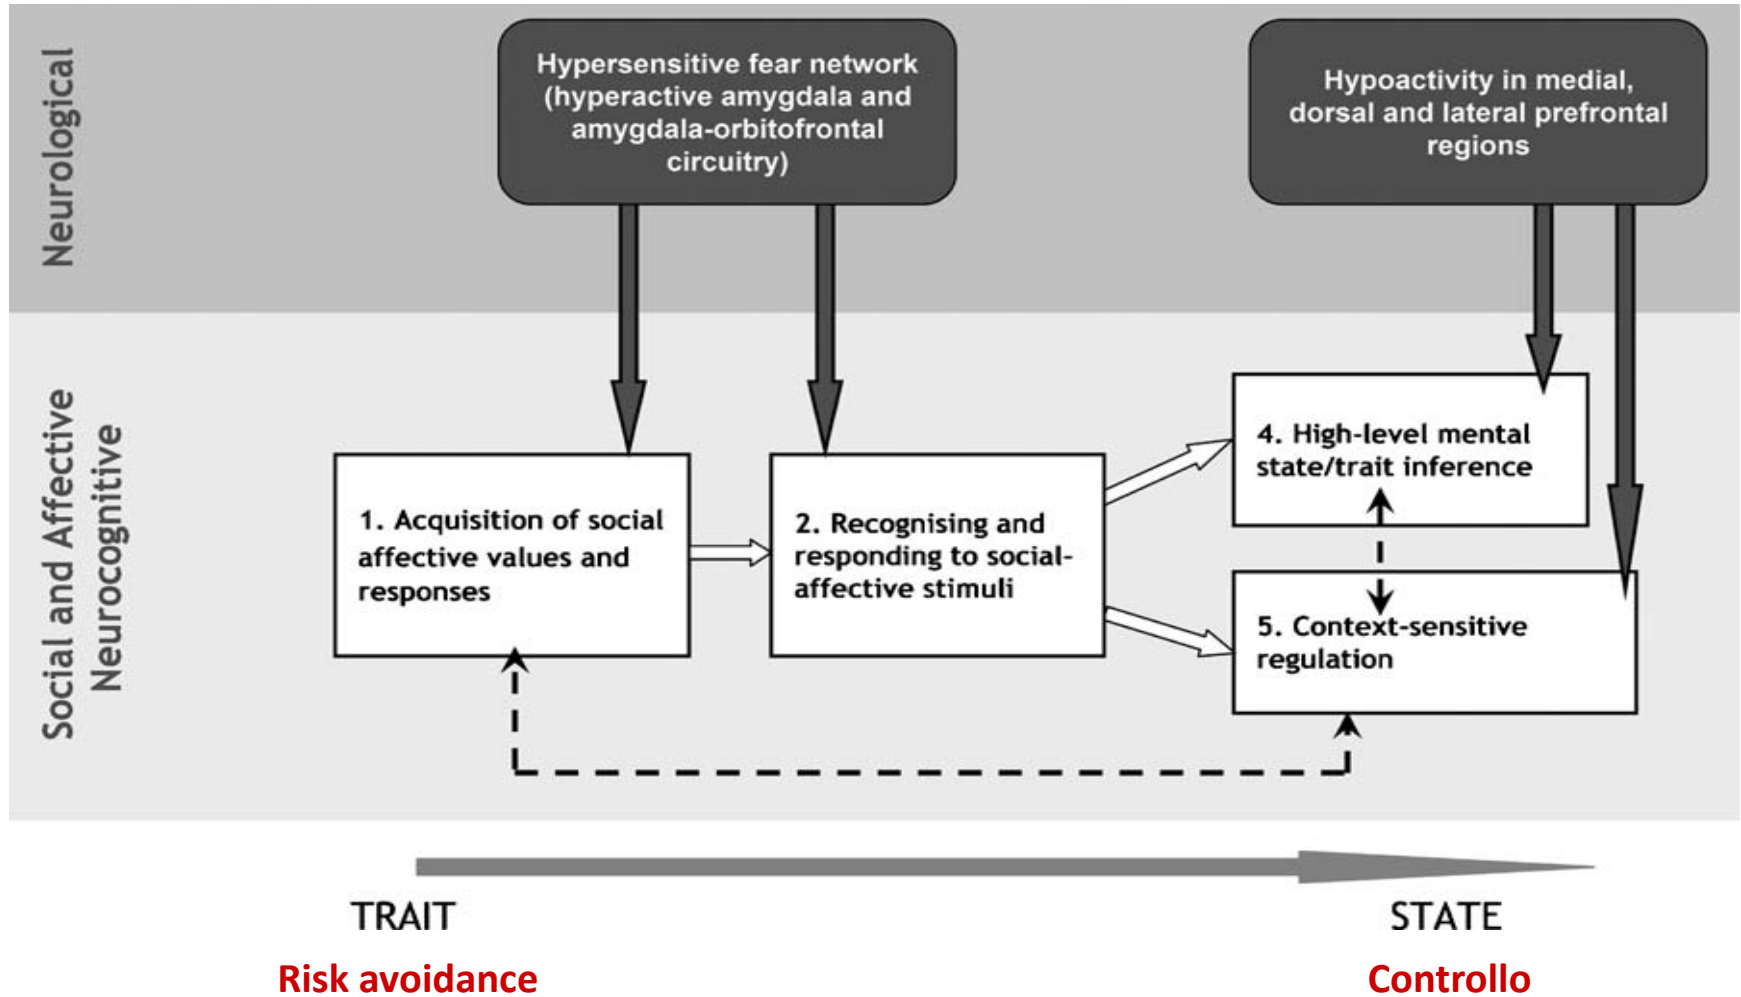 Neurological
Hypersensitive fear network
(hyperactive amygdala and
amygdala-orbitofrontal
circuitry)
Hypoactivity in medial,
dorsal and lateral prefrontal
regions
Social and Affective
Neurocognitive
1. Acquisition of social
affective values and
responses
2. Recognising and
responding to social-
affective stimuli
4. High-level mental
state/trait inference
5. Context-sensitive
regulation
TRAIT
STATE
Risk avoidance
Controllo